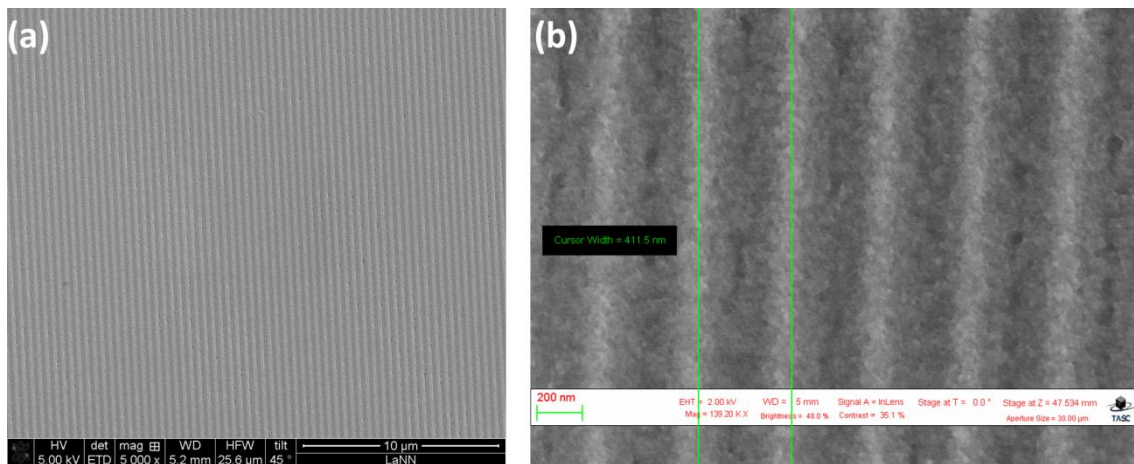 (a)
HV det mag WD HFW tilt 10 µm
5.00 kV ETD 5 000 x 5.2 mm 25.6 µm 45 ° LaNN
(b)
Cursor Width = 411.5 nm
200 nm
EHT = 2.00 kV WD = 5 mm Signal A = InLens Stage at T = 0.0 ° Stage at Z = 47.534 mm
Mag = 139.20 K X Brightness = 48.0 % Contrast = 35.1 % Aperture Size = 30.00 µm
TASC